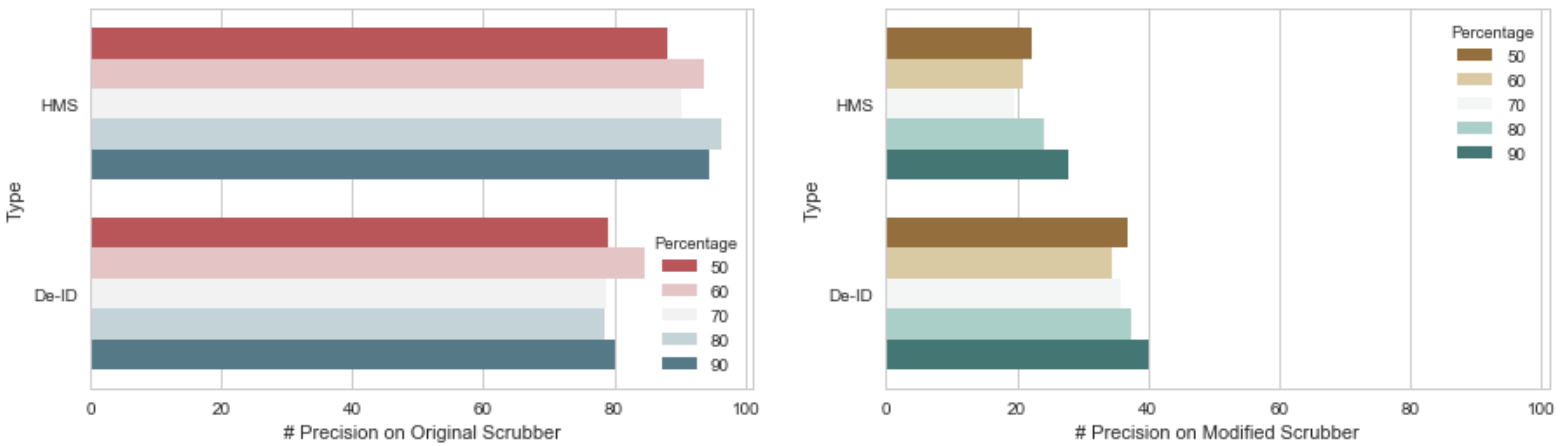 Type
HMS
De-ID
Percentage
50
60
70
80
90
0 20 40 60 80 100
# Precision on Original Scrubber
Type
HMS
De-ID
Percentage
50
60
70
80
90
0 20 40 60 80 100
# Precision on Modified Scrubber